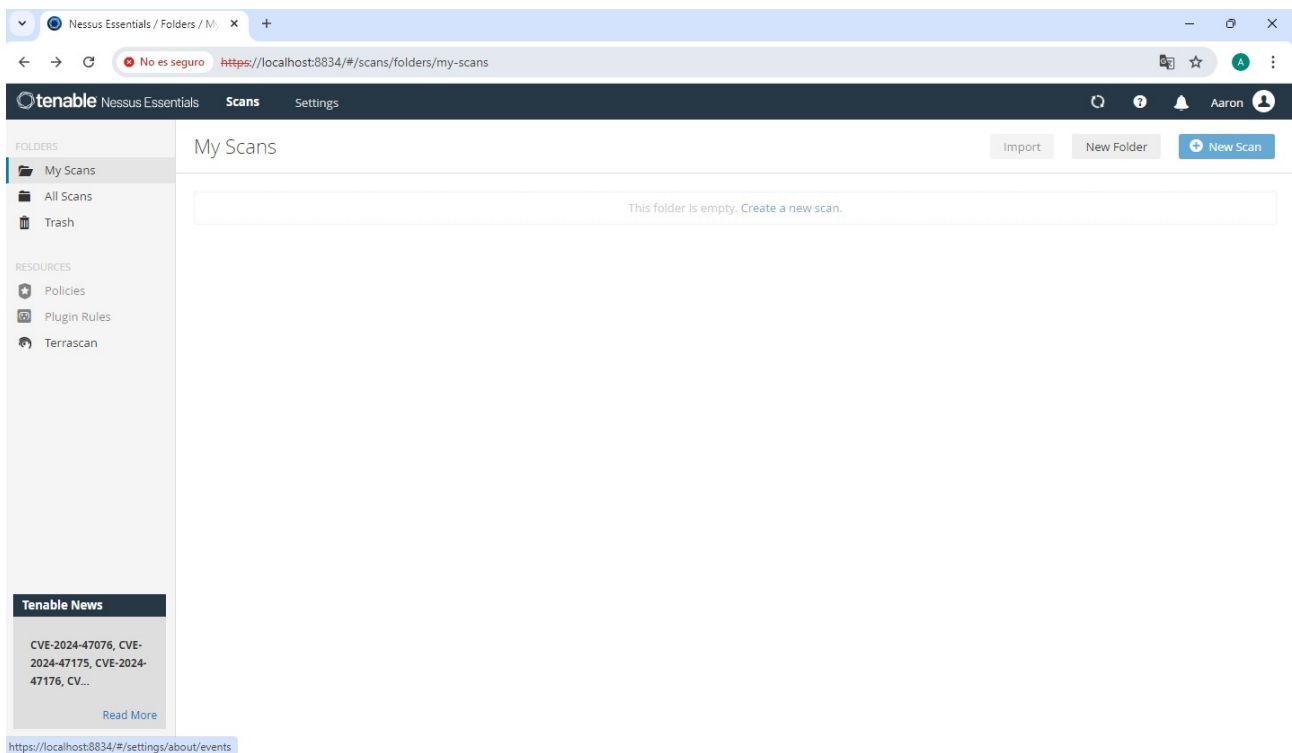 Nessus Essentials / Folders / My
No es seguro https://localhost:8834/#/scans/folders/my-scans
A
tenable Nessus Essentials Scans Settings Aaron
FOLDERS
My Scans
All Scans
Trash
RESOURCES
Policies
Plugin Rules
Terrascan
Tenable News
CVE-2024-47076, CVE-
2024-47175, CVE-2024-
47176, CV...
Read More
My Scans Import New Folder New Scan
This folder is empty. Create a new scan.
https://localhost:8834/#/settings/about/events